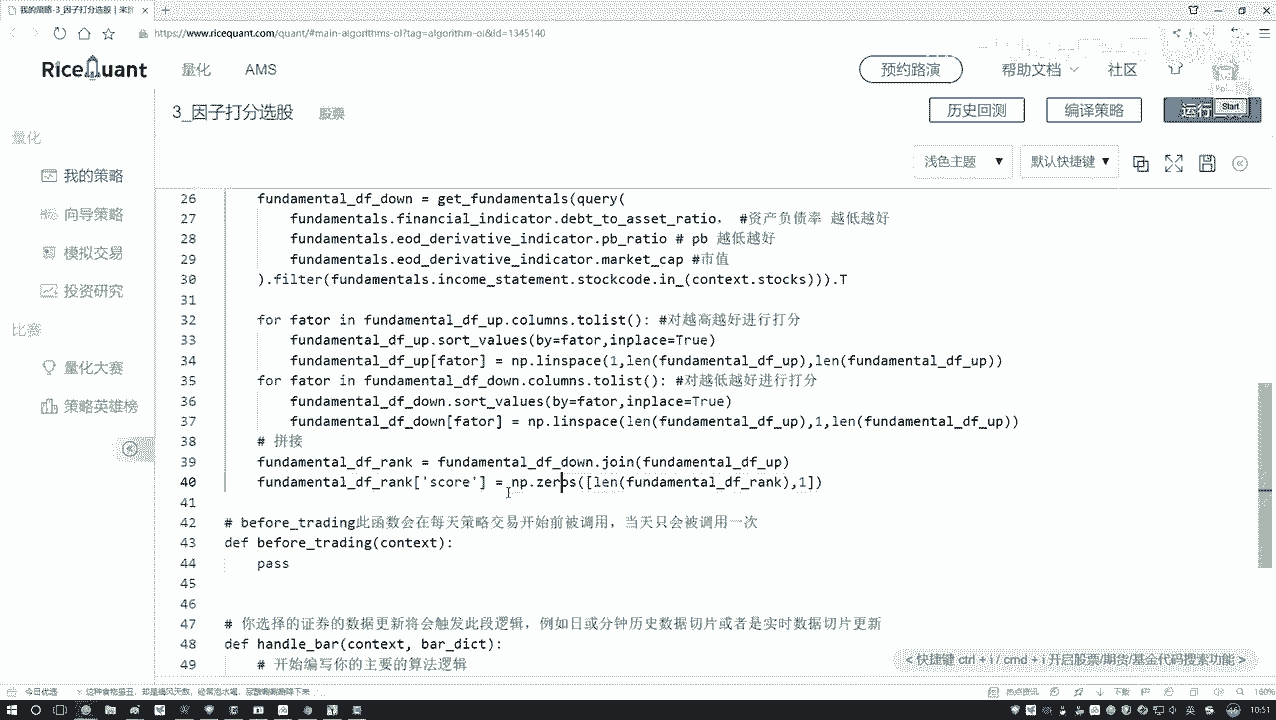 我的策略-3_因子打分选股
https://www.ricequant.com/quant/#main-algorithms-ol?tag=algorithm-ol&id=1345140
RiceQuant 量化 AMS 预约路演 帮助文档 社区
3_因子打分选股 股票 历史回测 编译策略 运行 Start
浅色主题 默认快捷键
量化
我的策略
向导策略
模拟交易
投资研究
比赛
量化大赛
策略英雄榜
26 fundamental_df_down = get_fundamentals(query(
27 fundamentals.financial_indicator.debt_to_asset_ratio, #资产负债率 越低越好
28 fundamentals.eod_derivative_indicator.pb_ratio # pb 越低越好
29 fundamentals.eod_derivative_indicator.market_cap #市值
30 ).filter(fundamentals.income_statement.stockcode.in_(context.stocks))).T
31
32 for fator in fundamental_df_up.columns.tolist(): #对越高越好进行打分
33 fundamental_df_up.sort_values(by=fator,inplace=True)
34 fundamental_df_up[fator] = np.linspace(1,len(fundamental_df_up),len(fundamental_df_up))
35 for fator in fundamental_df_down.columns.tolist(): #对越低越好进行打分
36 fundamental_df_down.sort_values(by=fator,inplace=True)
37 fundamental_df_down[fator] = np.linspace(len(fundamental_df_up),1,len(fundamental_df_up))
38 # 拼接
39 fundamental_df_rank = fundamental_df_down.join(fundamental_df_up)
40 fundamental_df_rank['score'] = np.zeros([len(fundamental_df_rank),1])
41
42 # before_trading此函数会在每天策略交易开始前被调用，当天只会被调用一次
43 def before_trading(context):
44 pass
45
46
47 # 你选择的证券的数据更新将会触发此段逻辑，例如日或分钟历史数据切片或者是实时数据切片更新
48 def handle_bar(context, bar_dict):
49 # 开始编写你的主要的算法逻辑
< 快捷键 ctrl + i / cmd + i 开启股票/期货/基金代码搜索功能 >
今日优选 热点资讯 下载 160%
英 10:51